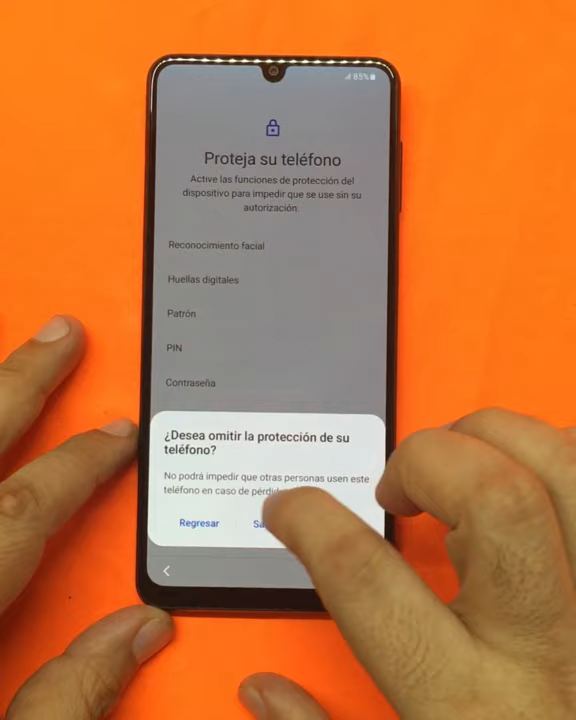 85%
Proteja su teléfono
Active las funciones de protección del
dispositivo para impedir que se use sin su
autorización.
Reconocimiento facial
Huellas digitales
Patrón
PIN
Contraseña
¿Desea omitir la protección de su
teléfono?
No podrá impedir que otras personas usen este
teléfono en caso de
Regresar